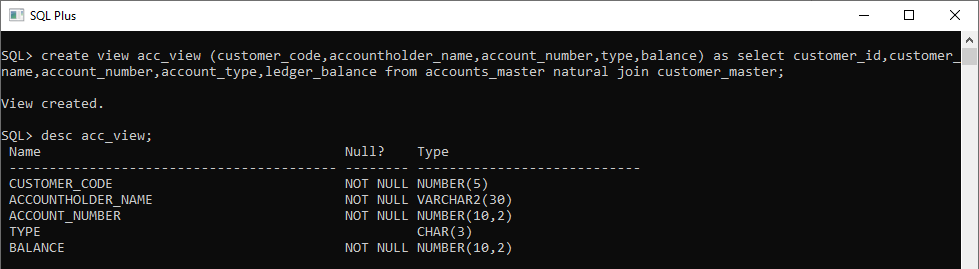 SQL Plus
SQL> create view acc_view (customer_code,accountholder_name,account_number,type,balance) as select customer_id,customer_
name,account_number,account_type,ledger_balance from accounts_master natural join customer_master;
View created.
SQL> desc acc_view;
Name                                      Null?    Type
----------------------------------------- -------- ----------------------------
CUSTOMER_CODE                             NOT NULL NUMBER(5)
ACCOUNTHOLDER_NAME                        NOT NULL VARCHAR2(30)
ACCOUNT_NUMBER                            NOT NULL NUMBER(10,2)
TYPE                                               CHAR(3)
BALANCE                                   NOT NULL NUMBER(10,2)